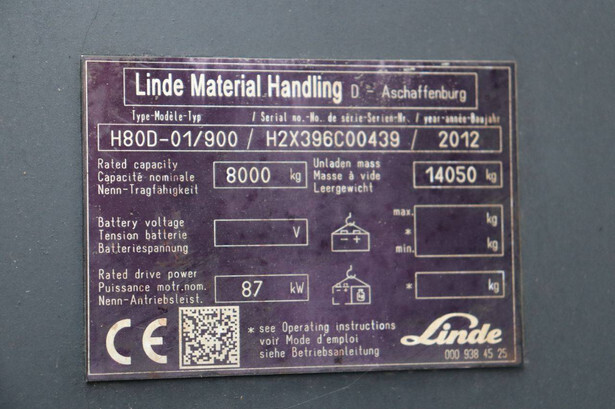 Linde Material Handling D - Aschaffenburg
Type-Modèle-Typ / Serial no.-No. de série-Serien-Nr. / year-année-Baujahr
H80D-01/900 / H2X396C00439 / 2012
Rated capacity
Capacité nominale
Nenn-Tragfähigkeit
8000 kg
Unladen mass
Masse à vide
Leergewicht
14050 kg
Battery voltage
Tension batterie
Batteriespannung
V
- +
max. kg
*
min. kg
Rated drive power
Puissance motr.nom.
Nenn-Antriebsleist.
87 kW
* kg
CE
* see Operating instructions
voir Mode d'emploi
siehe Betriebsanleitung
Linde
000 938 45 25